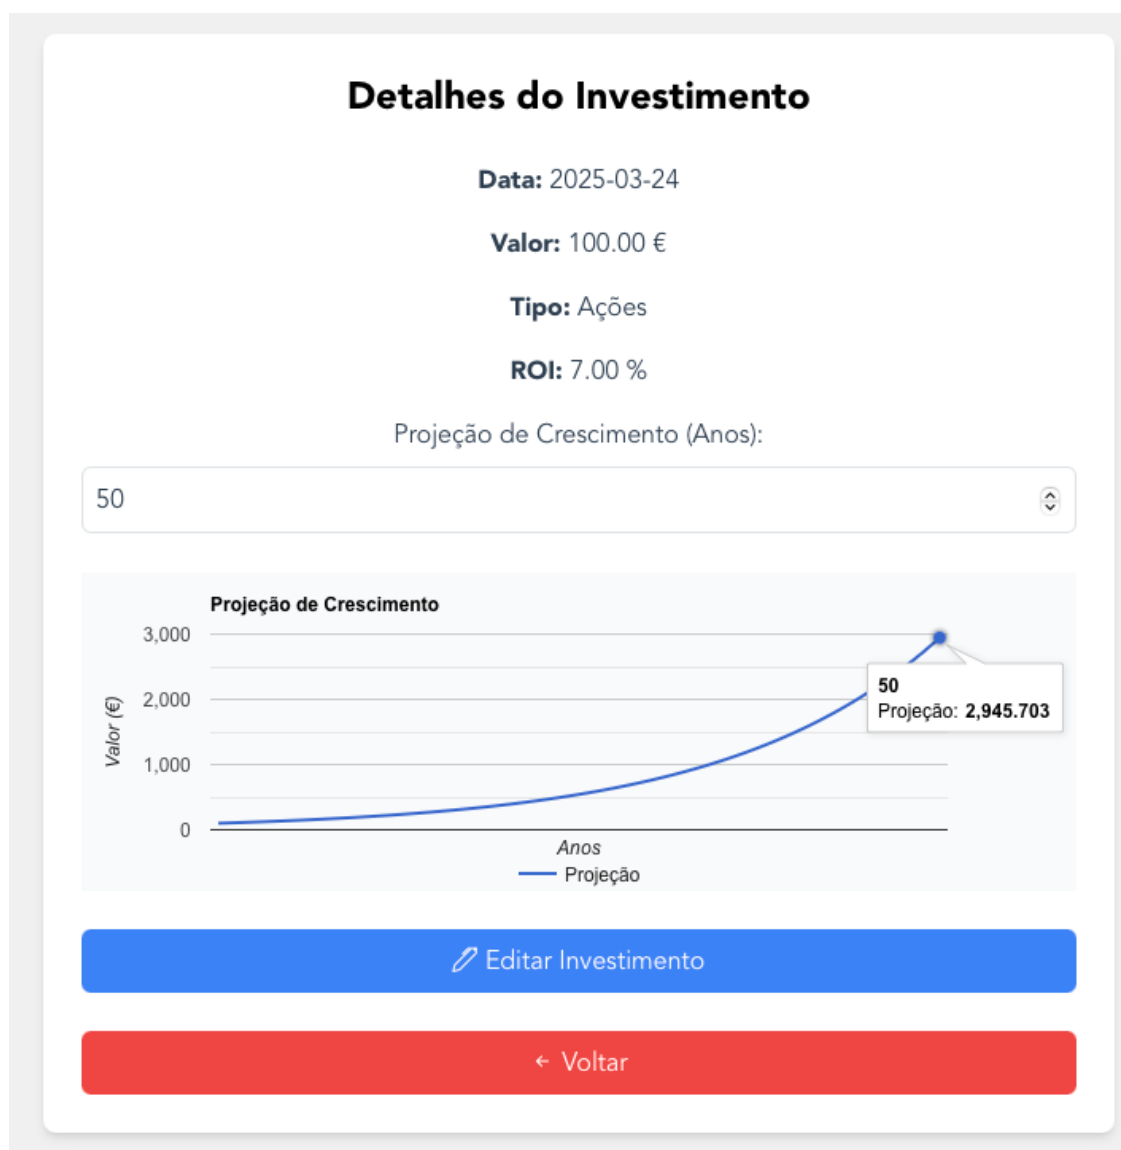 Detalhes do Investimento
Data: 2025-03-24
Valor: 100.00 €
Tipo: Ações
ROI: 7.00 %
Projeção de Crescimento (Anos):
50
Projeção de Crescimento
3,000
2,000
1,000
0
Valor (€)
50
Projeção: 2,945.703
Anos
Projeção
Editar Investimento
← Voltar